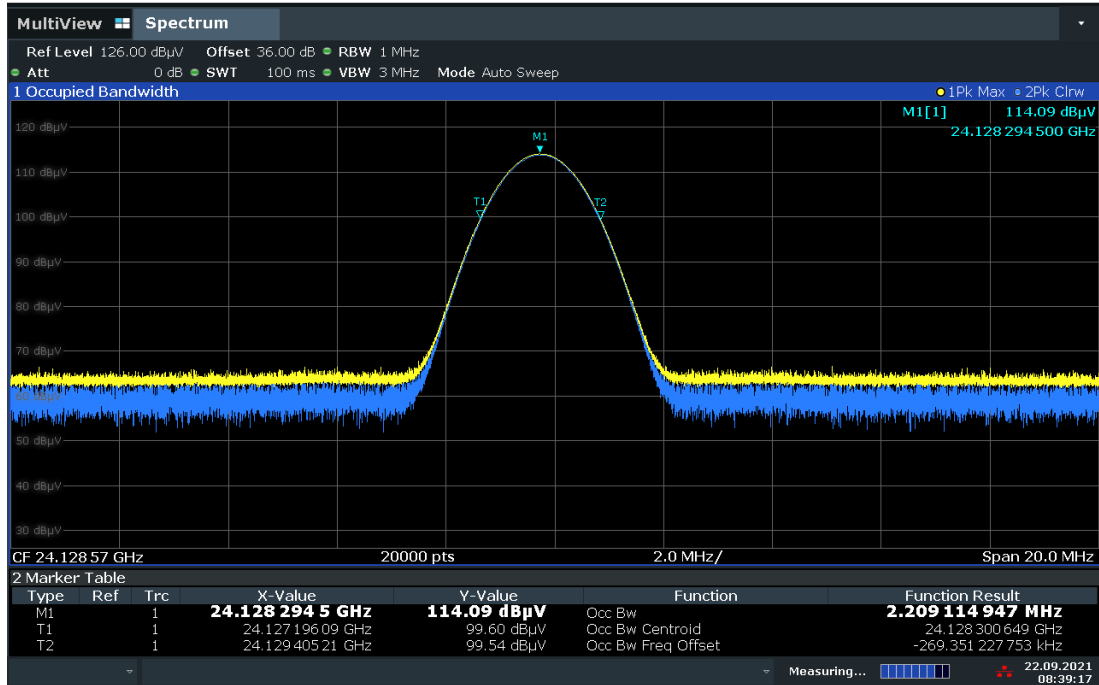 MultiView Spectrum
Ref Level 126.00 dBµV Offset 36.00 dB RBW 1 MHz
Att 0 dB SWT 100 ms VBW 3 MHz Mode Auto Sweep
1 Occupied Bandwidth 1Pk Max 2Pk Clrw
M1[1] 114.09 dBµV
24.128 294 500 GHz
120 dBµV
M1
110 dBµV
T1 T2
100 dBµV
90 dBµV
80 dBµV
70 dBµV
60 dBµV
50 dBµV
40 dBµV
30 dBµV
CF 24.128 57 GHz 20000 pts 2.0 MHz/ Span 20.0 MHz
2 Marker Table
Type Ref Trc X-Value Y-Value Function Function Result
M1 1 24.128 294 5 GHz 114.09 dBµV Occ Bw 2.209 114 947 MHz
T1 1 24.127 196 09 GHz 99.60 dBµV Occ Bw Centroid 24.128 300 649 GHz
T2 1 24.129 405 21 GHz 99.54 dBµV Occ Bw Freq Offset -269.351 227 753 kHz
Measuring... 22.09.2021
08:39:17